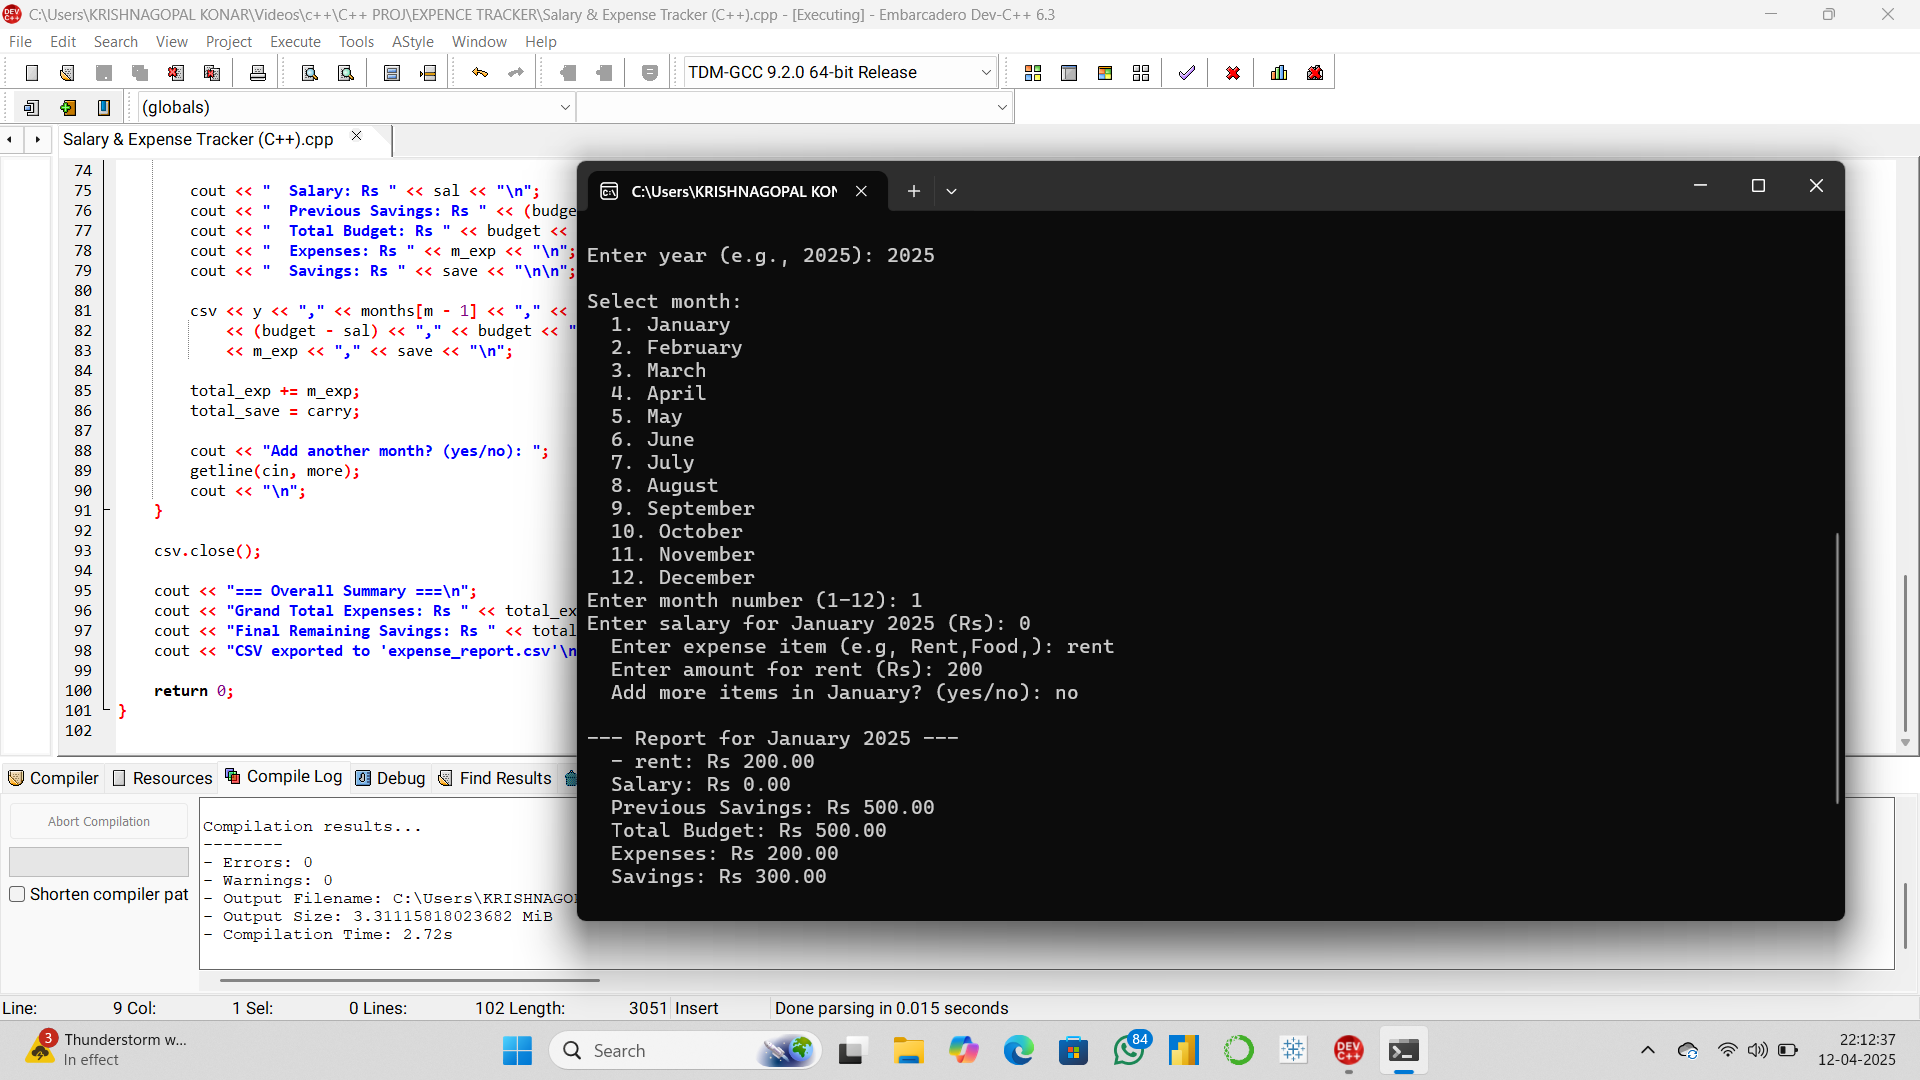 C:\Users\KRISHNAGOPAL KONAR\Videos\c++\C++ PROJ\EXPENCE TRACKER\Salary & Expense Tracker (C++).cpp - [Executing] - Embarcadero Dev-C++ 6.3
File Edit Search View Project Execute Tools AStyle Window Help
TDM-GCC 9.2.0 64-bit Release
(globals)
Salary & Expense Tracker (C++).cpp
74
75 cout << "  Salary: Rs " << sal << "\n";
76 cout << "  Previous Savings: Rs " << (budge
77 cout << "  Total Budget: Rs " << budget <<
78 cout << "  Expenses: Rs " << m_exp << "\n";
79 cout << "  Savings: Rs " << save << "\n\n";
80
81 csv << y << "," << months[m - 1] << "," <<
82 << (budget - sal) << "," << budget << "
83 << m_exp << "," << save << "\n";
84
85 total_exp += m_exp;
86 total_save = carry;
87
88 cout << "Add another month? (yes/no): ";
89 getline(cin, more);
90 cout << "\n";
91 }
92
93 csv.close();
94
95 cout << "=== Overall Summary ===\n";
96 cout << "Grand Total Expenses: Rs " << total_ex
97 cout << "Final Remaining Savings: Rs " << total
98 cout << "CSV exported to 'expense_report.csv'\n
99
100 return 0;
101 }
102
C:\Users\KRISHNAGOPAL KON
Enter year (e.g., 2025): 2025
Select month:
1. January
2. February
3. March
4. April
5. May
6. June
7. July
8. August
9. September
10. October
11. November
12. December
Enter month number (1-12): 1
Enter salary for January 2025 (Rs): 0
Enter expense item (e.g, Rent,Food,): rent
Enter amount for rent (Rs): 200
Add more items in January? (yes/no): no
--- Report for January 2025 ---
- rent: Rs 200.00
Salary: Rs 0.00
Previous Savings: Rs 500.00
Total Budget: Rs 500.00
Expenses: Rs 200.00
Savings: Rs 300.00
Compiler Resources Compile Log Debug Find Results
Abort Compilation
Shorten compiler pat
Compilation results...
--------
- Errors: 0
- Warnings: 0
- Output Filename: C:\Users\KRISHNAGO
- Output Size: 3.31115818023682 MiB
- Compilation Time: 2.72s
Line: 9 Col: 1 Sel: 0 Lines: 102 Length: 3051 Insert Done parsing in 0.015 seconds
3
Thunderstorm w...
In effect
Search
84
DEV C++
22:12:37
12-04-2025